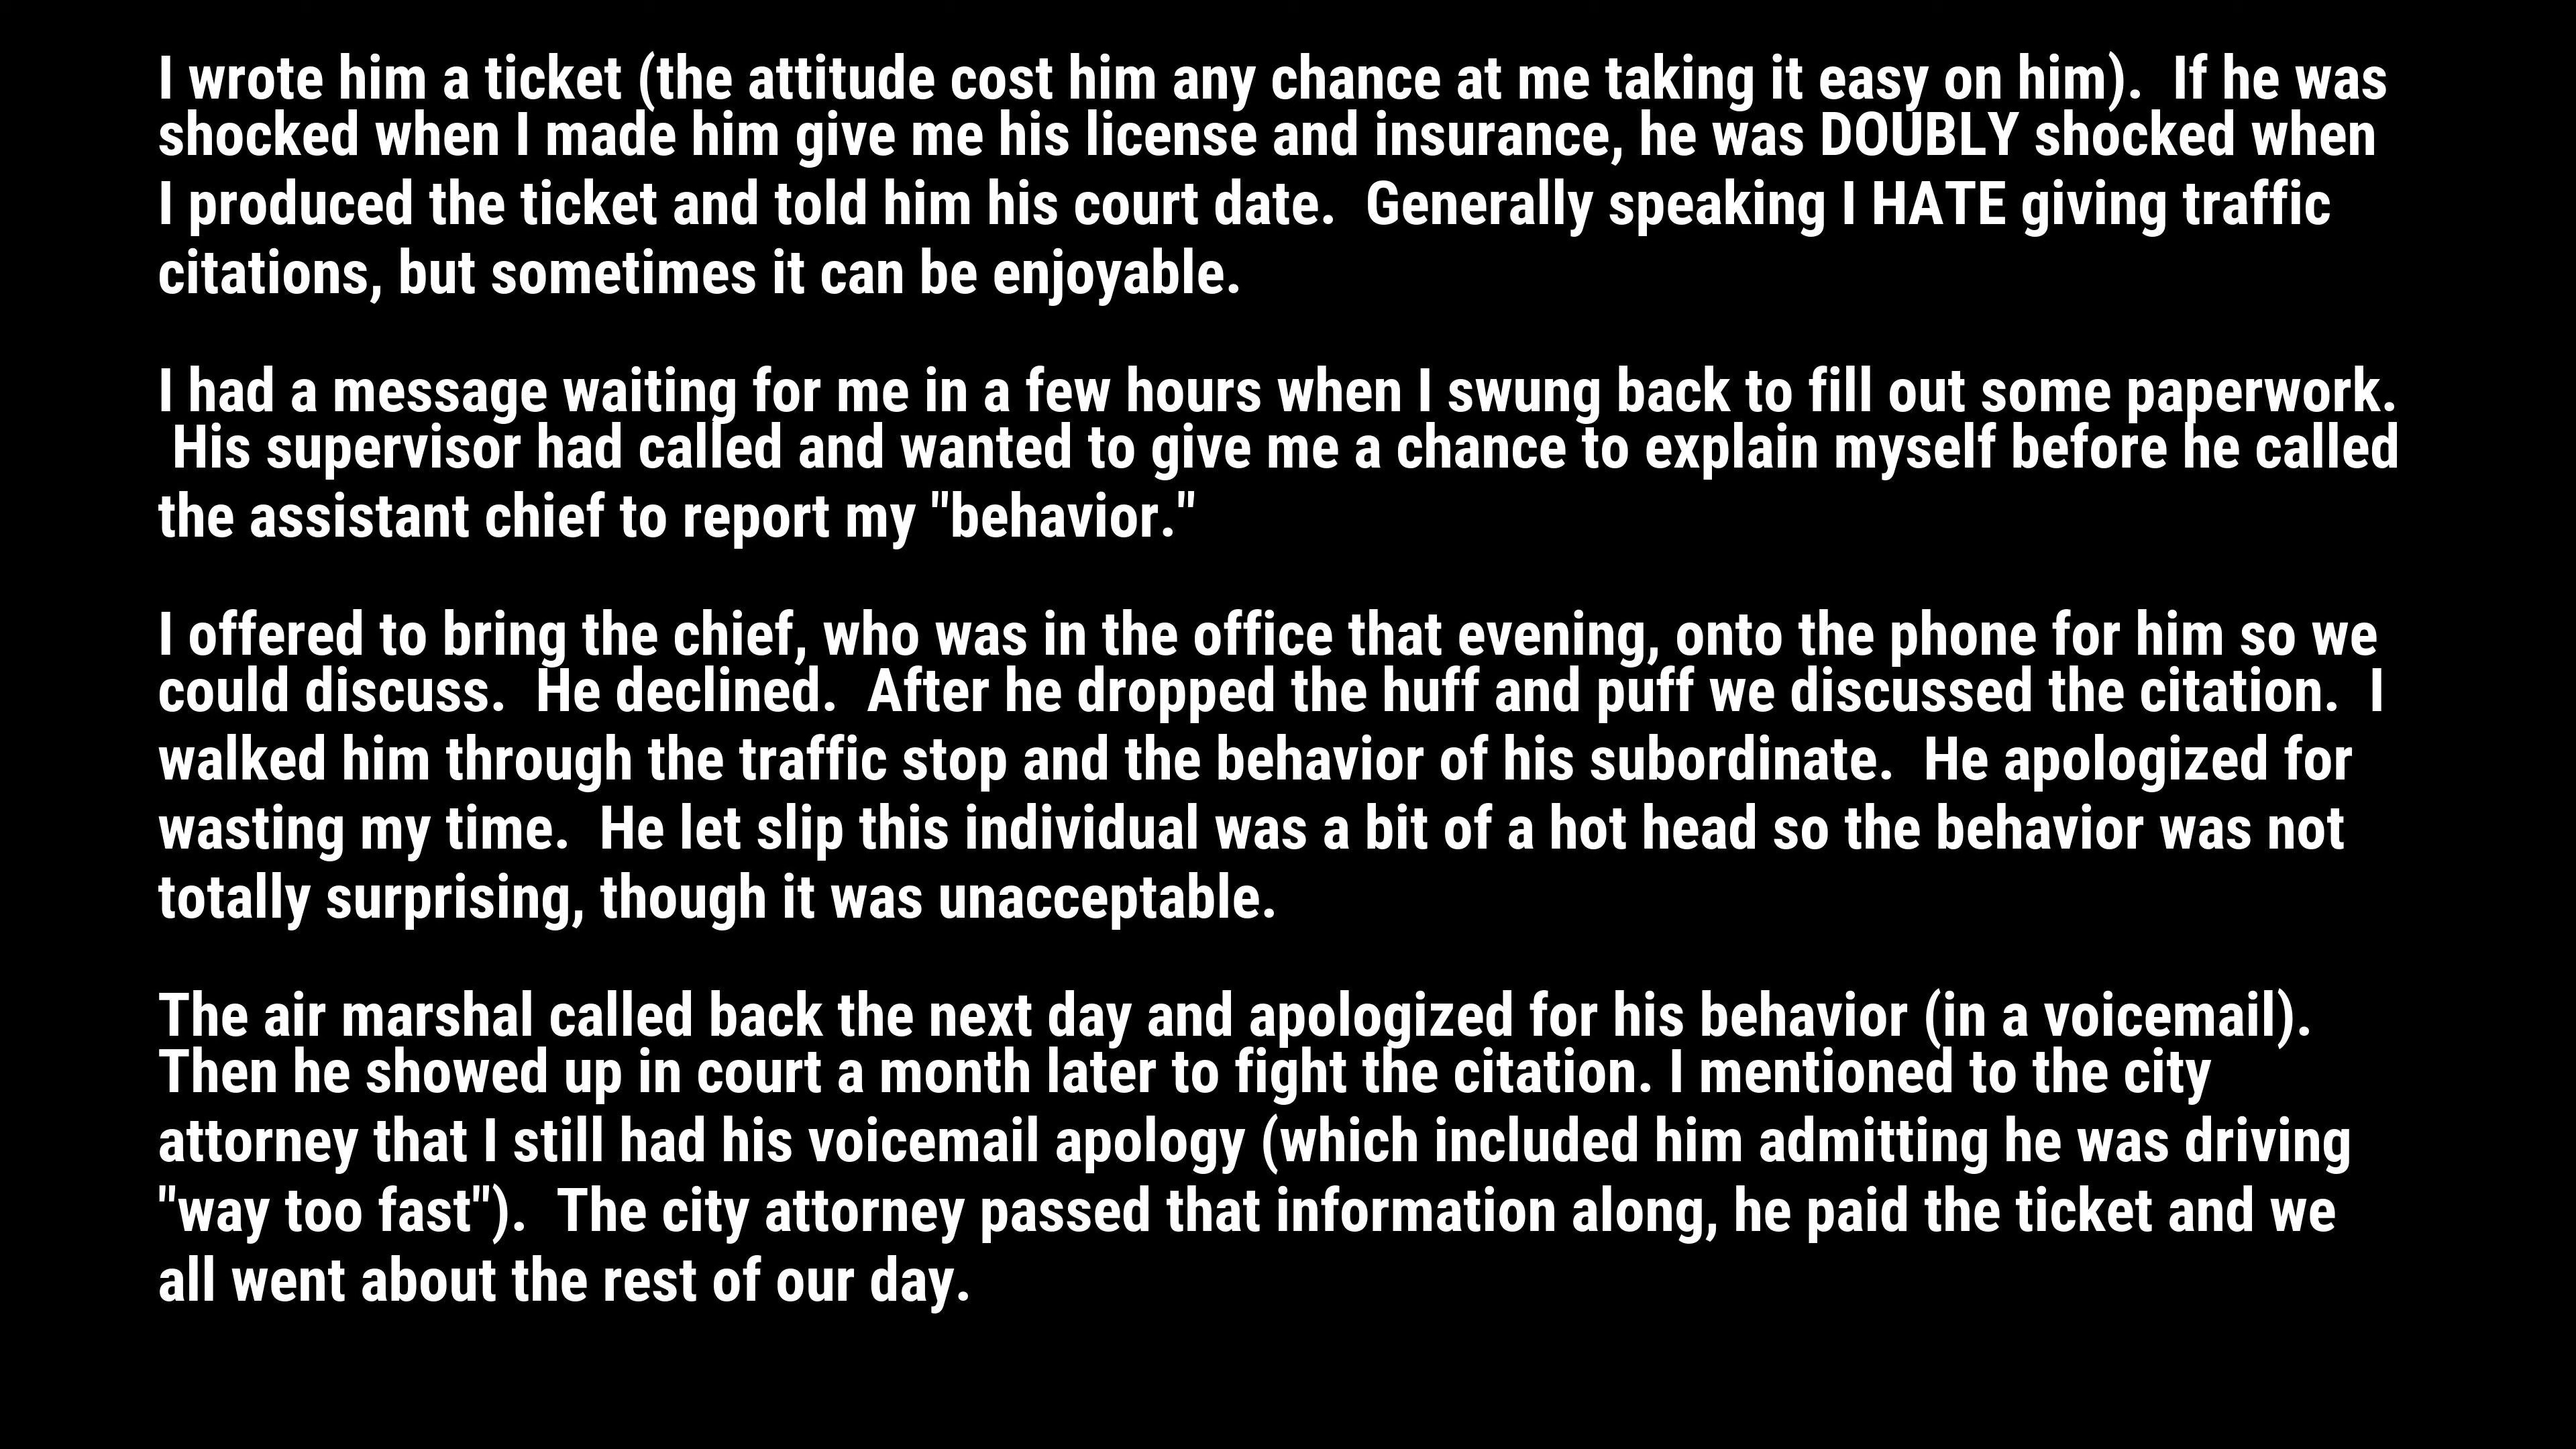 I wrote him a ticket (the attitude cost him any chance at me taking it easy on him).  If he was
shocked when I made him give me his license and insurance, he was DOUBLY shocked when
I produced the ticket and told him his court date.  Generally speaking I HATE giving traffic
citations, but sometimes it can be enjoyable.
I had a message waiting for me in a few hours when I swung back to fill out some paperwork.
His supervisor had called and wanted to give me a chance to explain myself before he called
the assistant chief to report my "behavior."
I offered to bring the chief, who was in the office that evening, onto the phone for him so we
could discuss.  He declined.  After he dropped the huff and puff we discussed the citation.  I
walked him through the traffic stop and the behavior of his subordinate.  He apologized for
wasting my time.  He let slip this individual was a bit of a hot head so the behavior was not
totally surprising, though it was unacceptable.
The air marshal called back the next day and apologized for his behavior (in a voicemail).
Then he showed up in court a month later to fight the citation. I mentioned to the city
attorney that I still had his voicemail apology (which included him admitting he was driving
"way too fast").  The city attorney passed that information along, he paid the ticket and we
all went about the rest of our day.